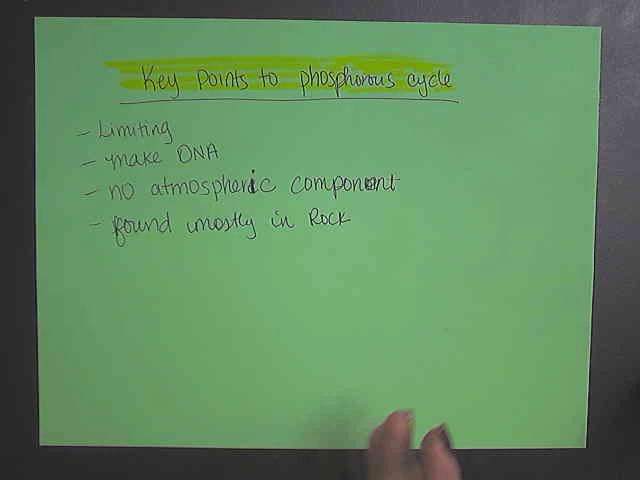 Key Points to phosphorous cycle
- Limiting
- make DNA
- no atmospheric component
- found mostly in Rock